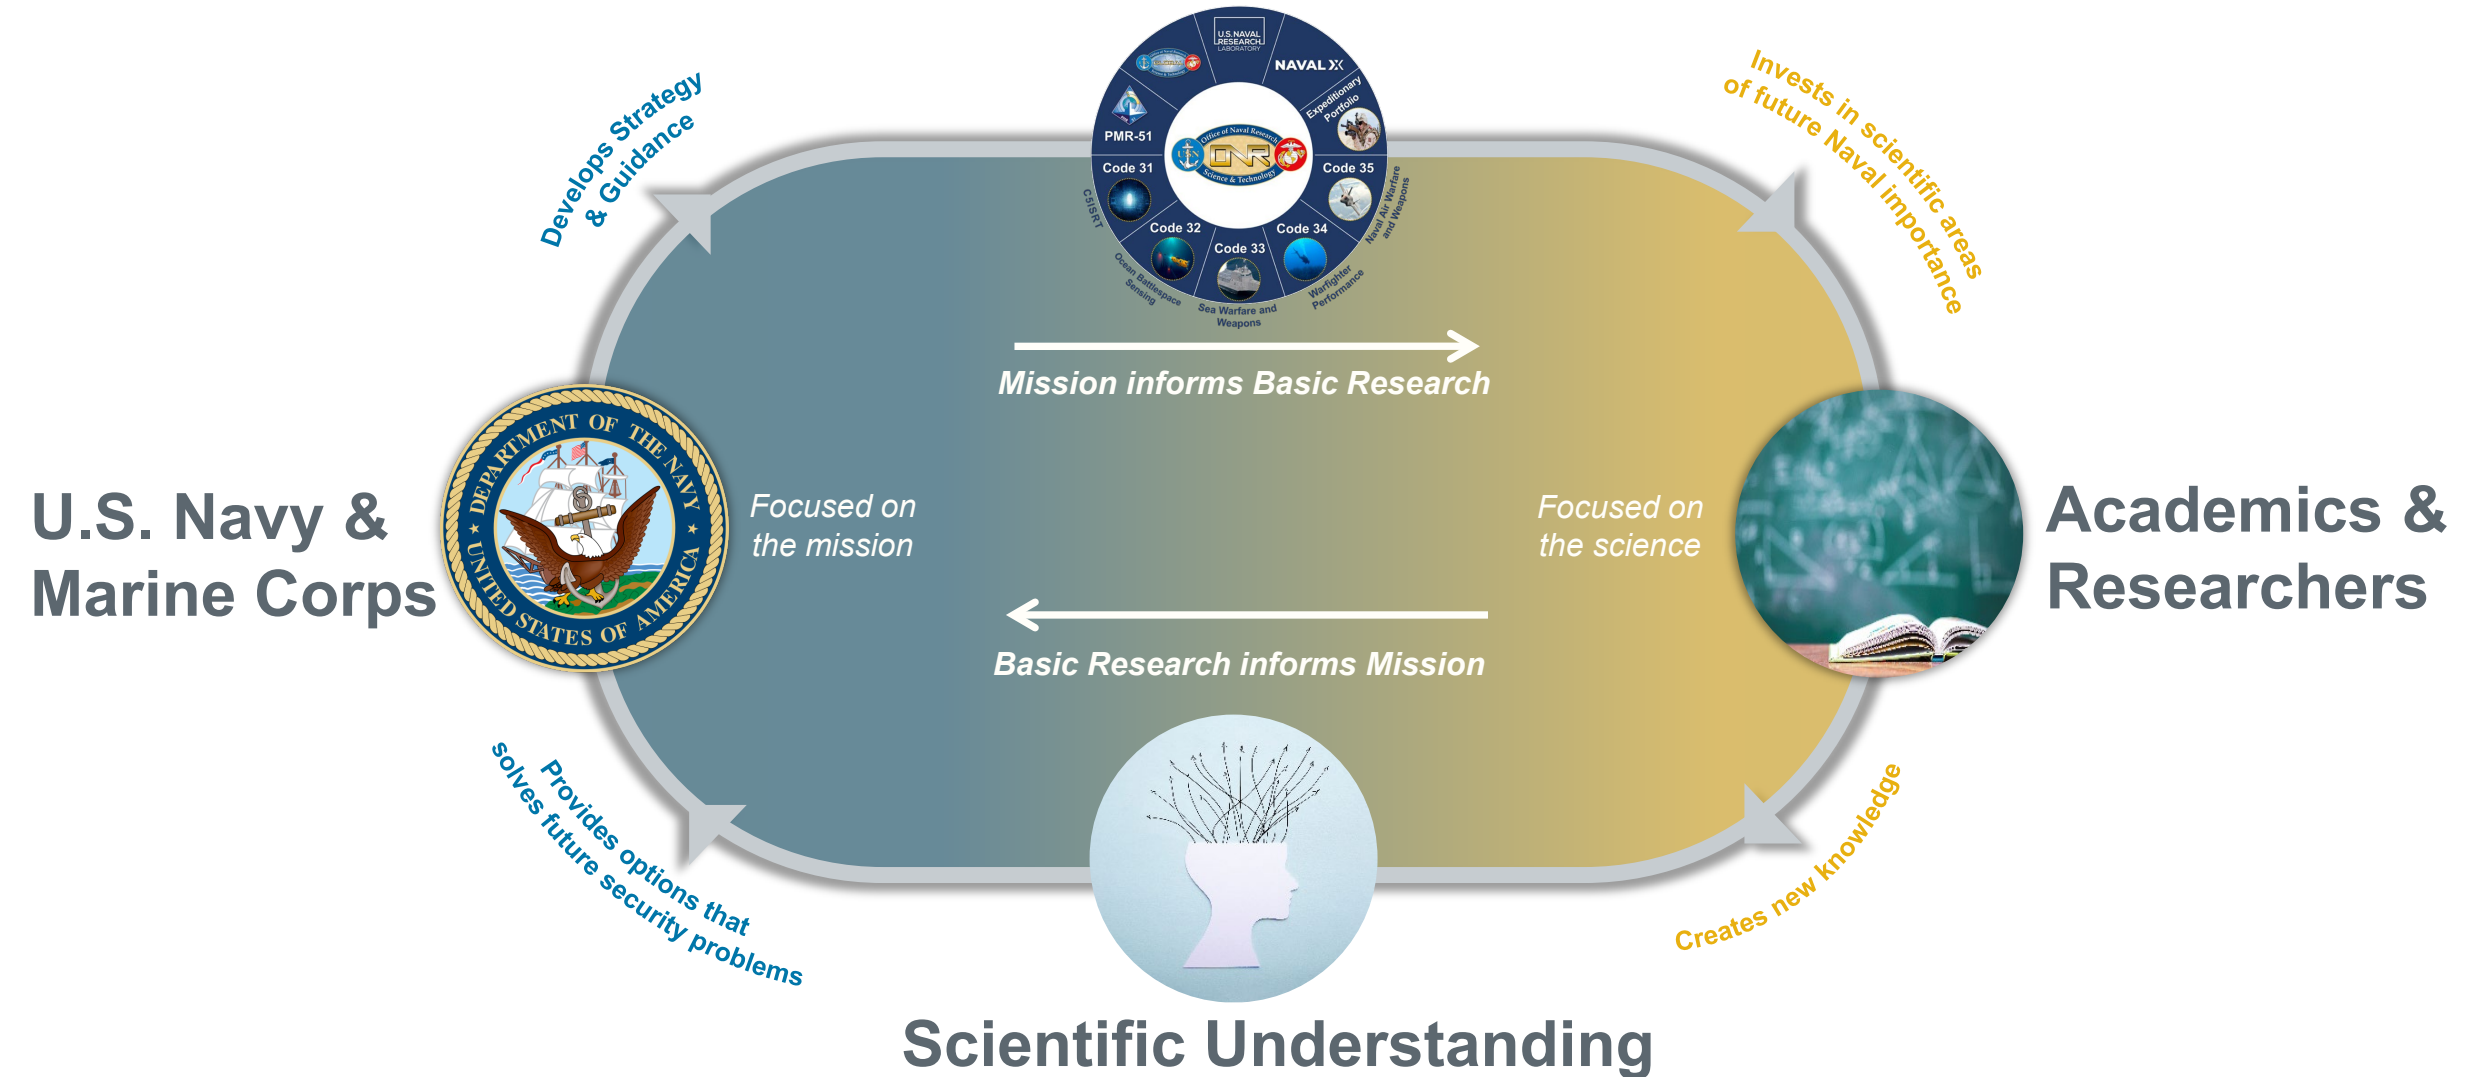 U.S. NAVAL
RESEARCH
LABORATORY
NAVAL X
Expeditionary
Portfolio
PMR-51
Code 31
C5ISRT
Code 32
Ocean Battlespace
Sensing
Code 33
Sea Warfare and
Weapons
Code 34
Warfighter
Performance
Code 35
Naval Air Warfare
and Weapons
Office of Naval Research
USN
ONR
Science & Technology
Develops Strategy
& Guidance
Invests in scientific areas
of future Naval importance
Mission informs Basic Research
U.S. Navy &
Marine Corps
DEPARTMENT OF THE NAVY
UNITED STATES OF AMERICA
Focused on
the mission
Focused on
the science
Academics &
Researchers
Basic Research informs Mission
Provides options that
solves future security problems
Creates new knowledge
Scientific Understanding